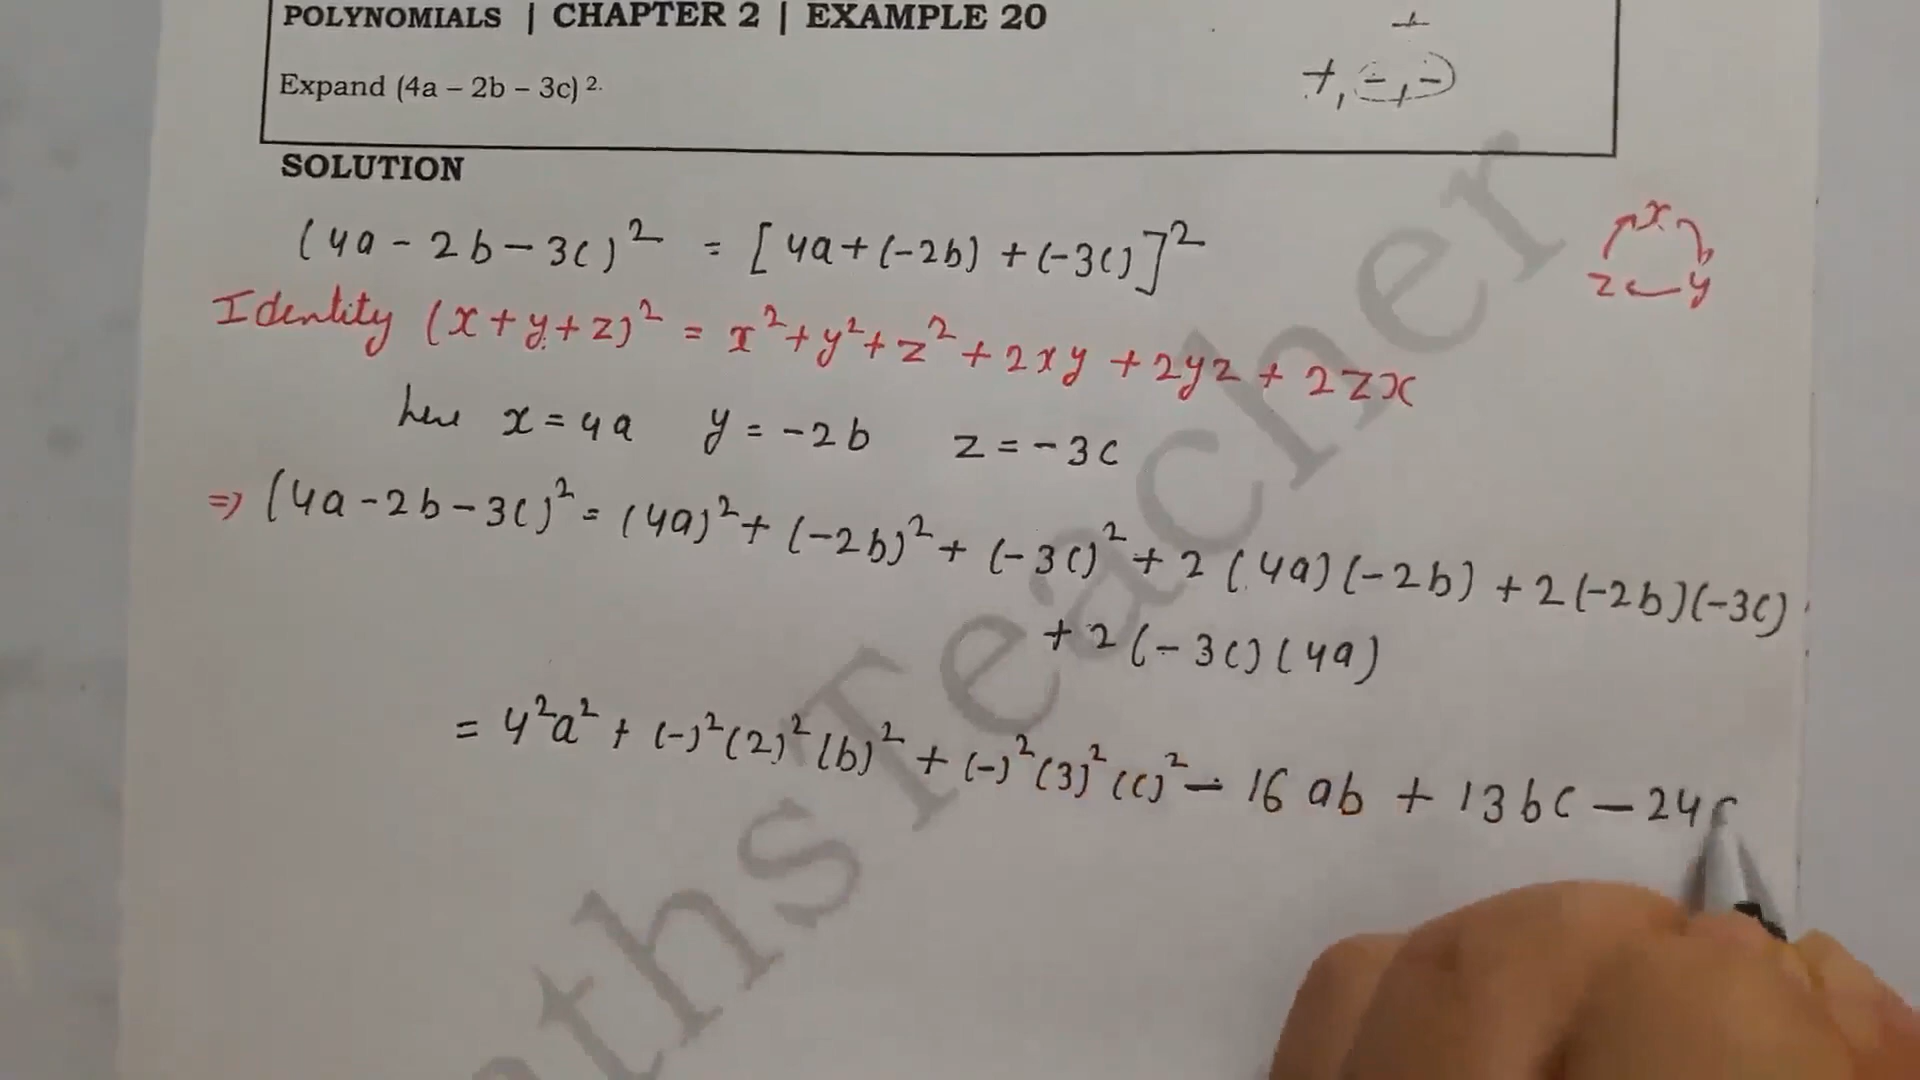 POLYNOMIALS | CHAPTER 2 | EXAMPLE 20
+
Expand (4a – 2b – 3c) ².
+, -, -
+
SOLUTION
(4a - 2b - 3c)² = [4a + (-2b) + (-3c)]²
x
z y
Identity (x + y + z)² = x² + y² + z² + 2xy + 2yz + 2zx
here x = 4a y = -2b z = -3c
⇒ (4a - 2b - 3c)² = (4a)² + (-2b)² + (-3c)² + 2(4a)(-2b) + 2(-2b)(-3c)
+ 2(-3c)(4a)
= 4²a² + (-)²(2)²(b)² + (-)²(3)²(c)² - 16ab + 13bc - 24c
Maths Teacher